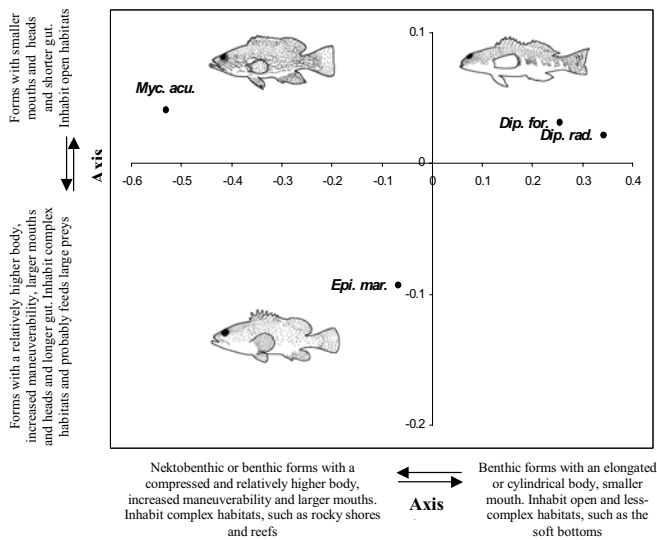 Forms with smaller
mouths and heads
and shorter gut.
Inhabit open habitats
Forms with a relatively higher body,
increased maneuverability, larger mouths
and heads and longer gut. Inhabit complex
habitats and probably feeds large preys
Axis
0.1
0
-0.1
-0.2
-0.6 -0.5 -0.4 -0.3 -0.2 -0.1 0 0.1 0.2 0.3 0.4
Myc. acu.
Dip. for.
Dip. rad.
Epi. mar.
Nektobenthic or benthic forms with a
compressed and relatively higher body,
increased maneuverability and larger mouths.
Inhabit complex habitats, such as rocky shores
and reefs
Axis
Benthic forms with an elongated
or cylindrical body, smaller
mouth. Inhabit open and less-
complex habitats, such as the
soft bottoms